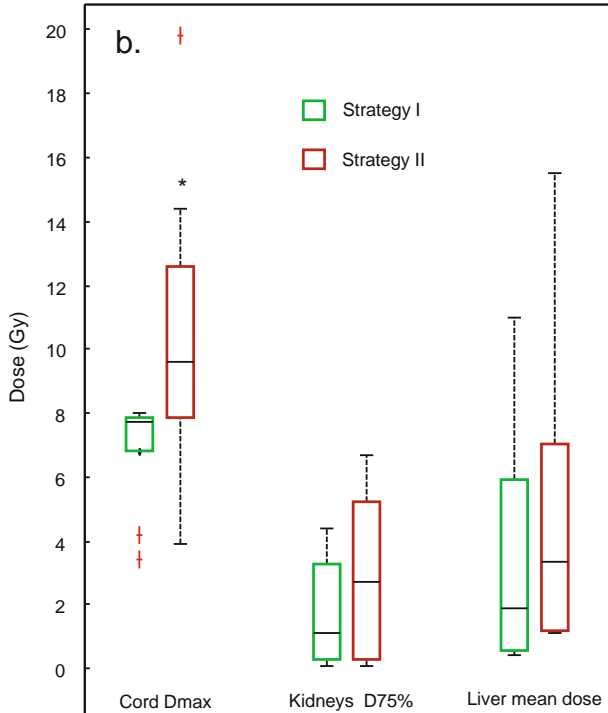 b.
Strategy I
Strategy II
*
Dose (Gy)
20
18
16
14
12
10
8
6
4
2
0
Cord Dmax
Kidneys D75%
Liver mean dose